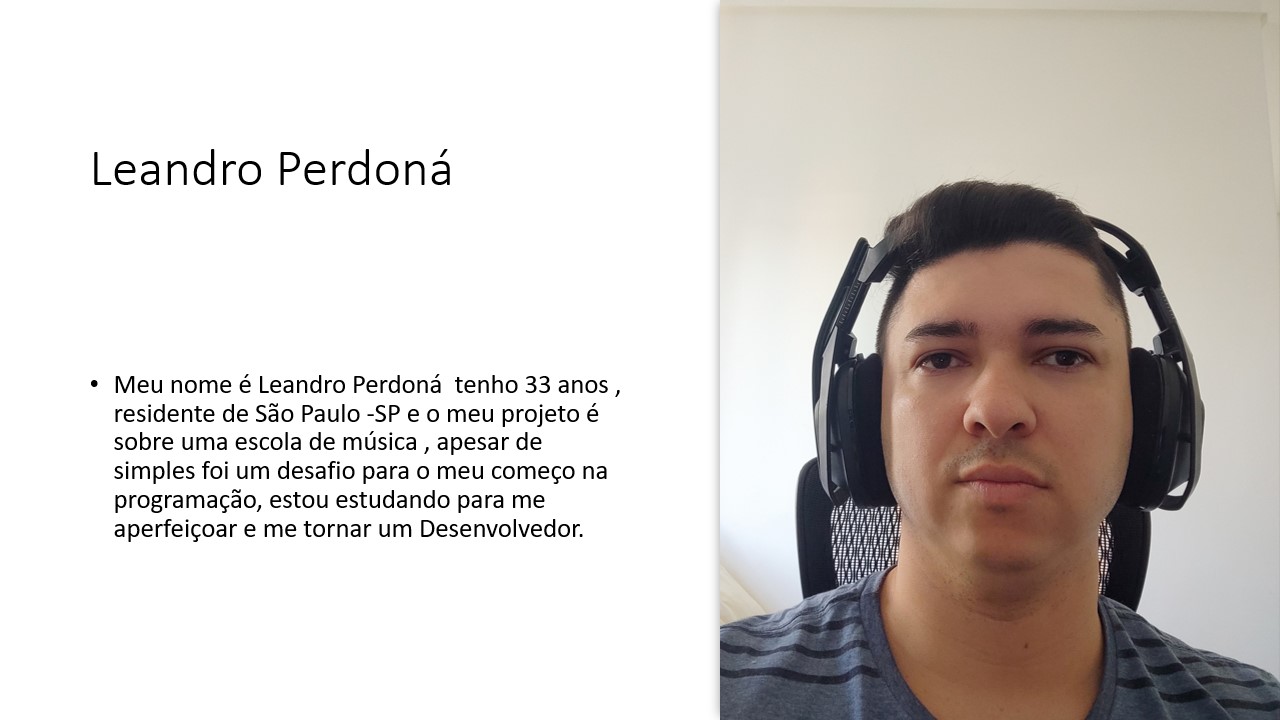 Leandro Perdoná
• Meu nome é Leandro Perdoná  tenho 33 anos ,
residente de São Paulo -SP e o meu projeto é
sobre uma escola de música , apesar de
simples foi um desafio para o meu começo na
programação, estou estudando para me
aperfeiçoar e me tornar um Desenvolvedor.